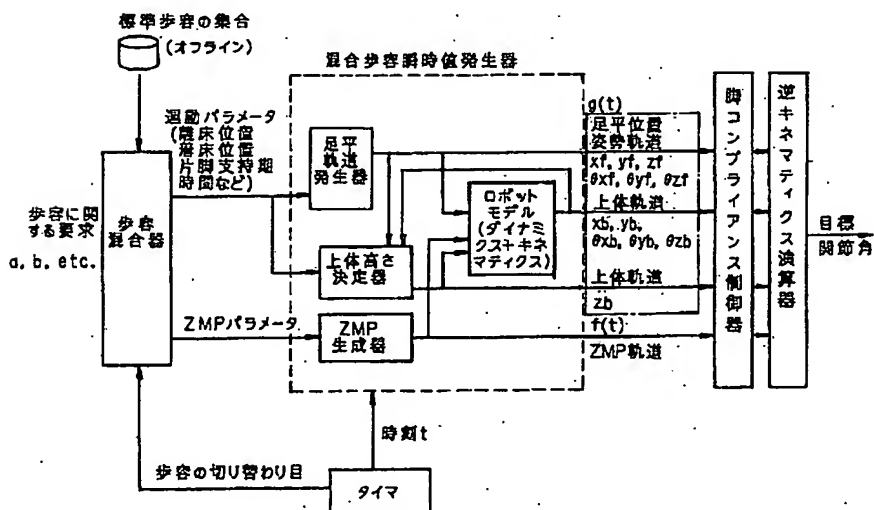 標準歩容の集合
(オフライン)
混合歩容瞬時値発生器
運動パラメータ
(離床位置
着床位置
片脚支持期
時間など)
足平
軌道
発生器
g(t)
足平位置
姿勢軌道
xf, yf, zf
θxf, θyf, θzf
上体軌道
xb, yb,
θxb, θyb, θzb
上体軌道
zb
f(t)
ZMP軌道
ロボット
モデル
(ダイナミ
クス+キネ
マティクス)
歩容に関
する要求
a, b, etc.
歩容
混合器
上体高さ
決定器
ZMPパラメータ
ZMP
生成器
脚コンプライアンス制御器
逆キネマティクス演算器
目標
関節角
時刻t
歩容の切り替わり目
タイマ